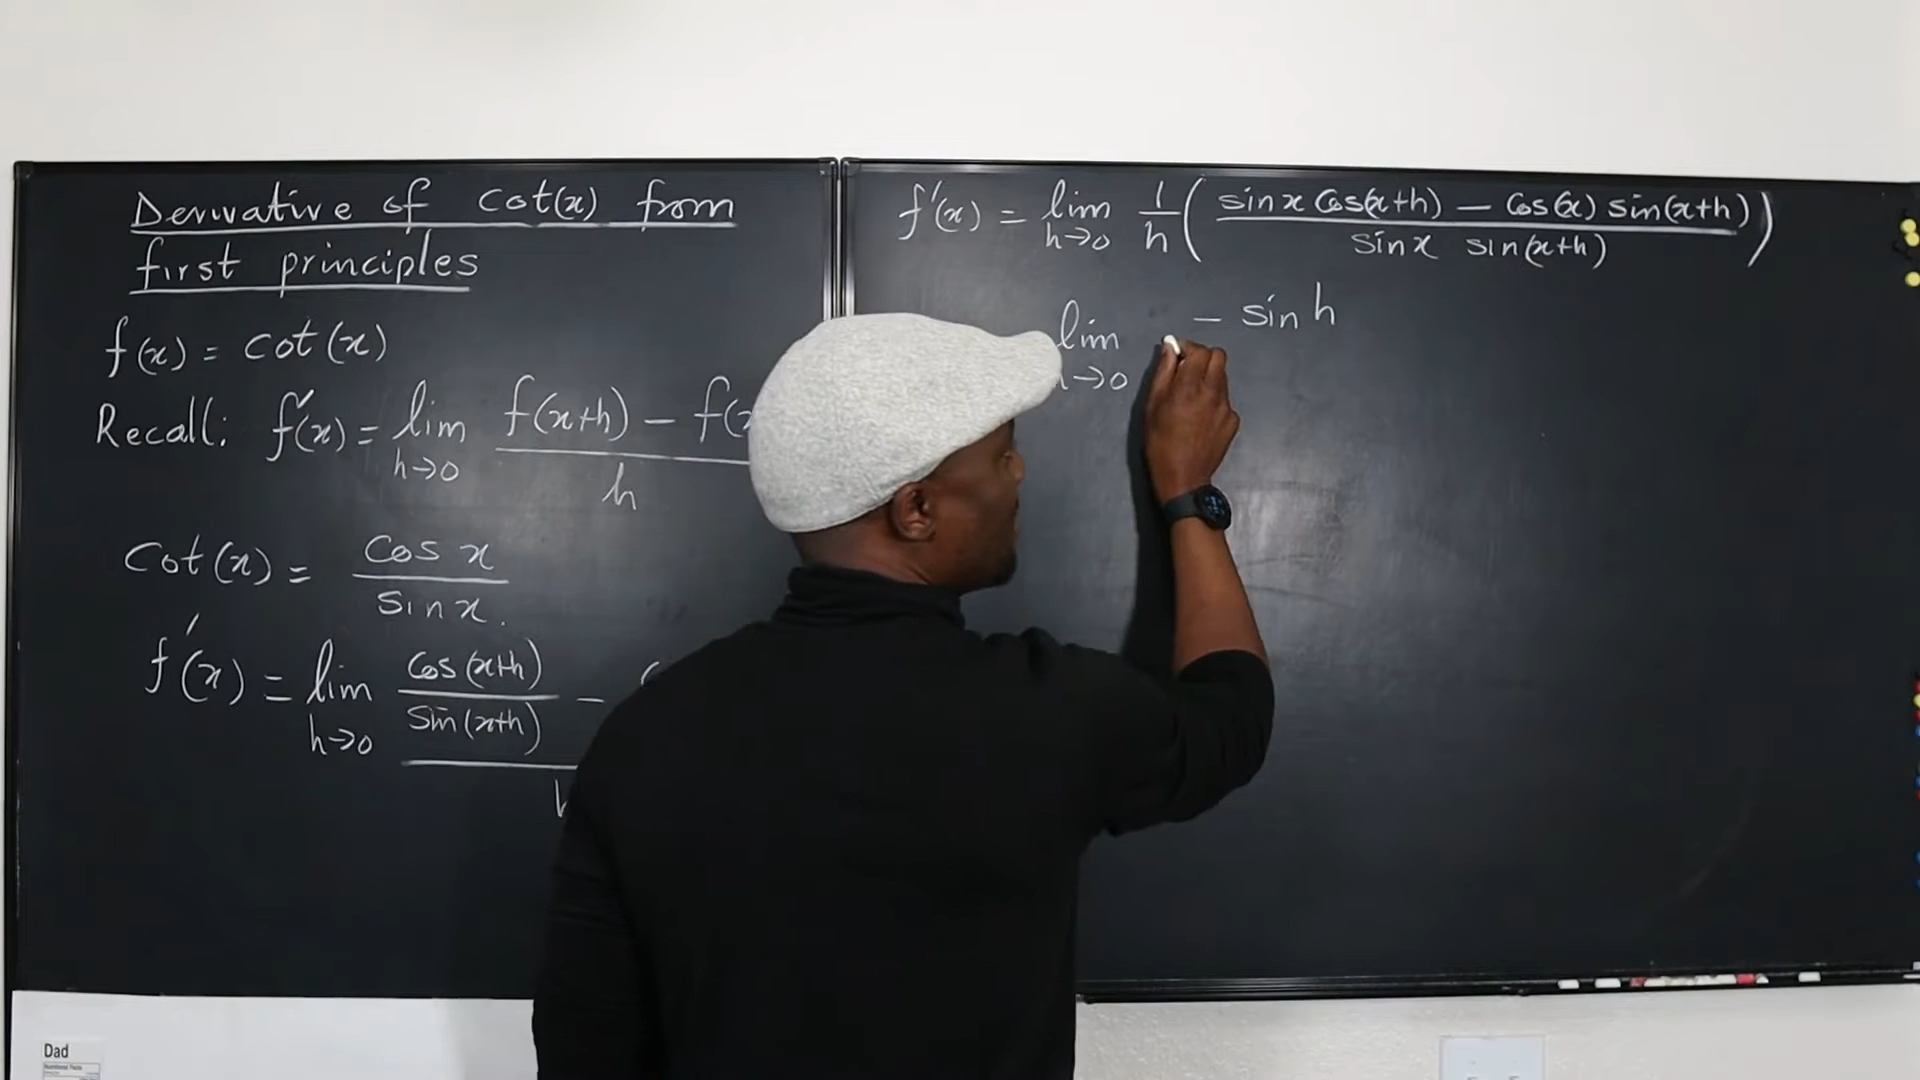 Derivative of cot(x) from
first principles
f(x) = cot(x)
Recall: f'(x) = lim h→0 f(x+h) - f(x / h
cot(x) = cos x / sin x.
f'(x) = lim h→0 cos(x+h) / sin(x+h) -
f'(x) = lim h→0 1/h ( sin x cos(x+h) - cos(x) sin(x+h) / sin x sin(x+h) )
lim h→0 - sin h
Dad